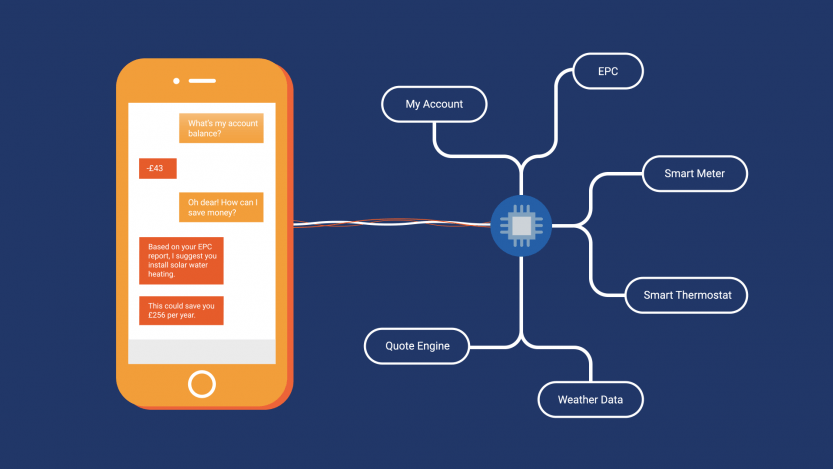 What's my account
balance?
-£43
Oh dear! How can I
save money?
Based on your EPC
report, I suggest you
install solar water
heating.
This could save you
£256 per year.
My Account
EPC
Smart Meter
Smart Thermostat
Quote Engine
Weather Data